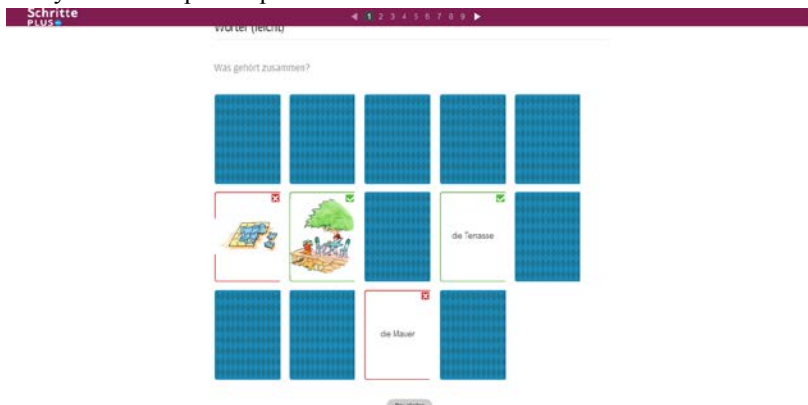 Schritte
PLUS
1 2 3 4 5 6 7 8 9
Wörter (leicht)
Was gehört zusammen?
die Terrasse
die Mauer